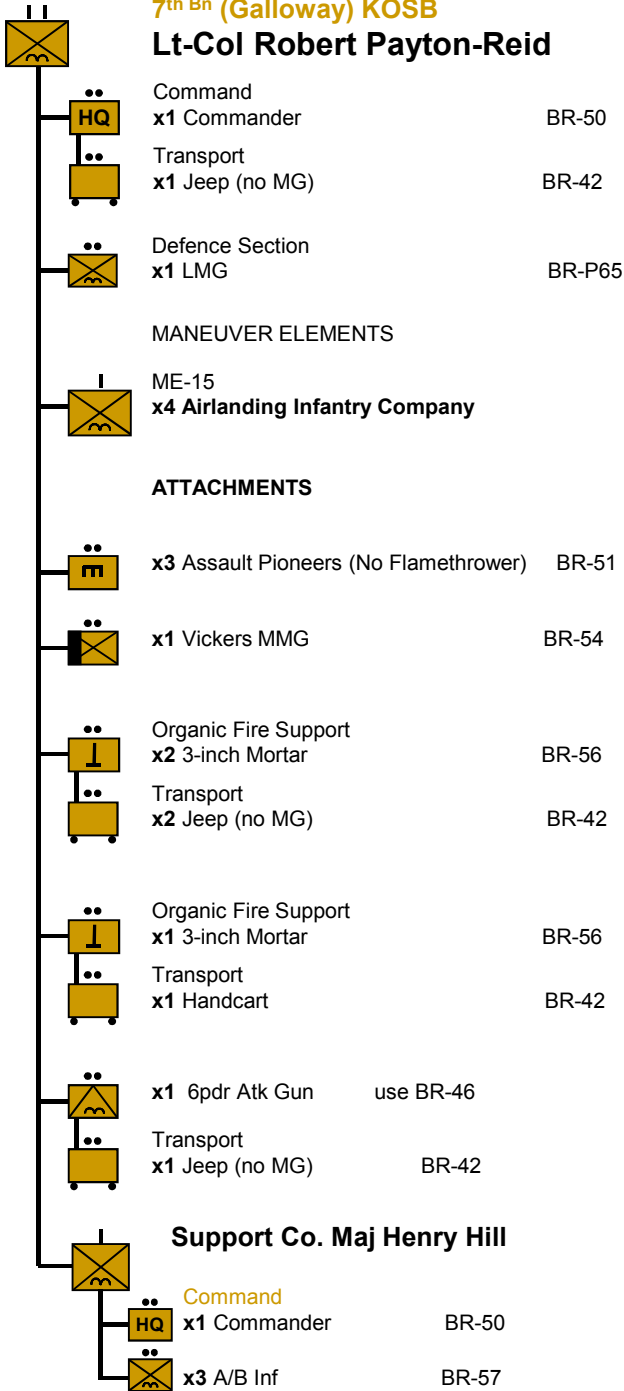 7th Bn (Galloway) KOSB
Lt-Col Robert Payton-Reid
Command
HQ x1 Commander BR-50
Transport
x1 Jeep (no MG) BR-42
Defence Section
x1 LMG BR-P65
MANEUVER ELEMENTS
ME-15
x4 Airlanding Infantry Company
ATTACHMENTS
x3 Assault Pioneers (No Flamethrower) BR-51
x1 Vickers MMG BR-54
Organic Fire Support
x2 3-inch Mortar BR-56
Transport
x2 Jeep (no MG) BR-42
Organic Fire Support
x1 3-inch Mortar BR-56
Transport
x1 Handcart BR-42
x1 6pdr Atk Gun use BR-46
Transport
x1 Jeep (no MG) BR-42
Support Co. Maj Henry Hill
Command
HQ x1 Commander BR-50
x3 A/B Inf BR-57